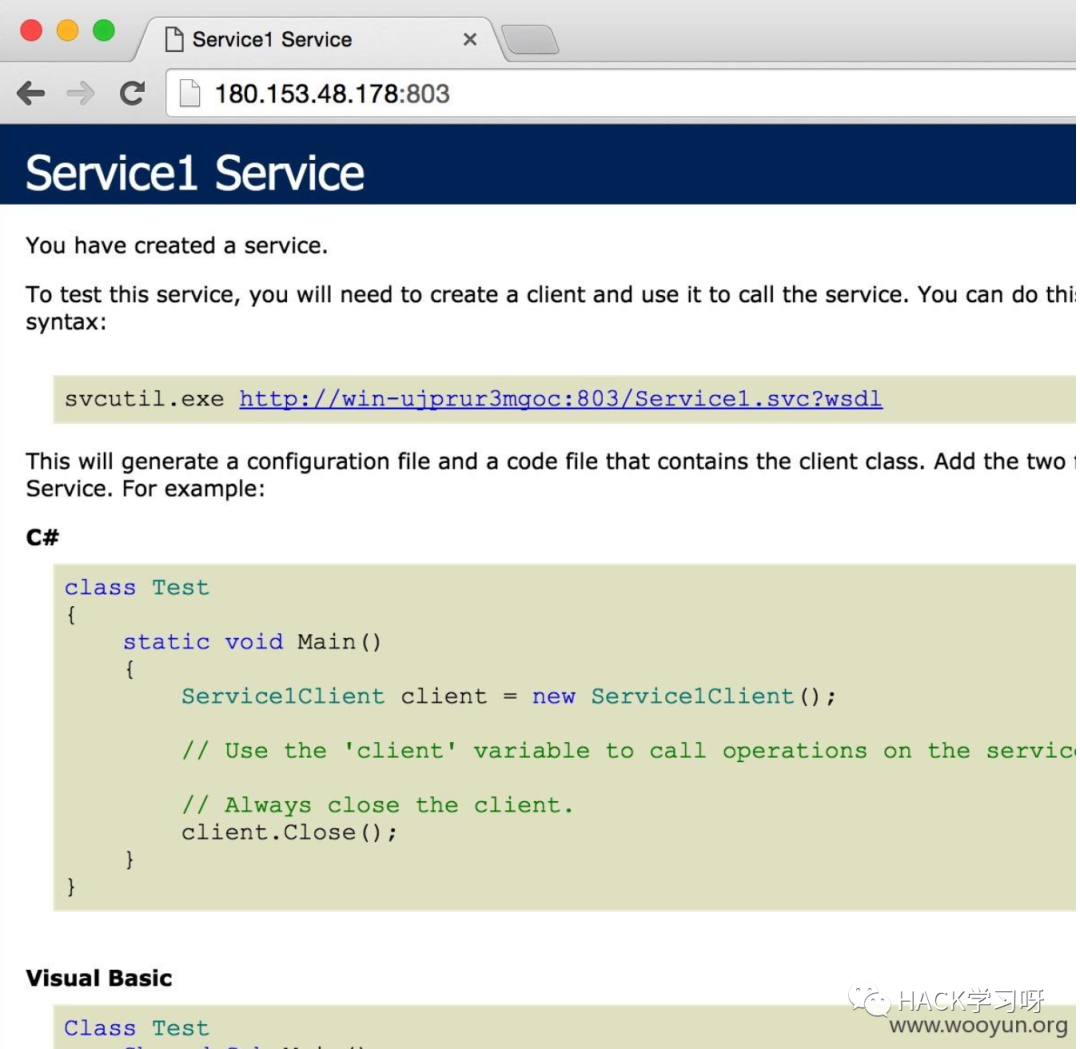 Service1 Service
180.153.48.178:803
Service1 Service
You have created a service.
To test this service, you will need to create a client and use it to call the service. You can do
syntax:
svcutil.exe http://win-ujprur3mgoc:803/Service1.svc?wsdl
This will generate a configuration file and a code file that contains the client class. Add the two
Service. For example:
C#
class Test
{
static void Main()
{
Service1Client client = new Service1Client();
// Use the 'client' variable to call operations on the
// Always close the client.
client.Close();
}
}
Visual Basic
Class Test
HACK学习呀
www.wooyun.org